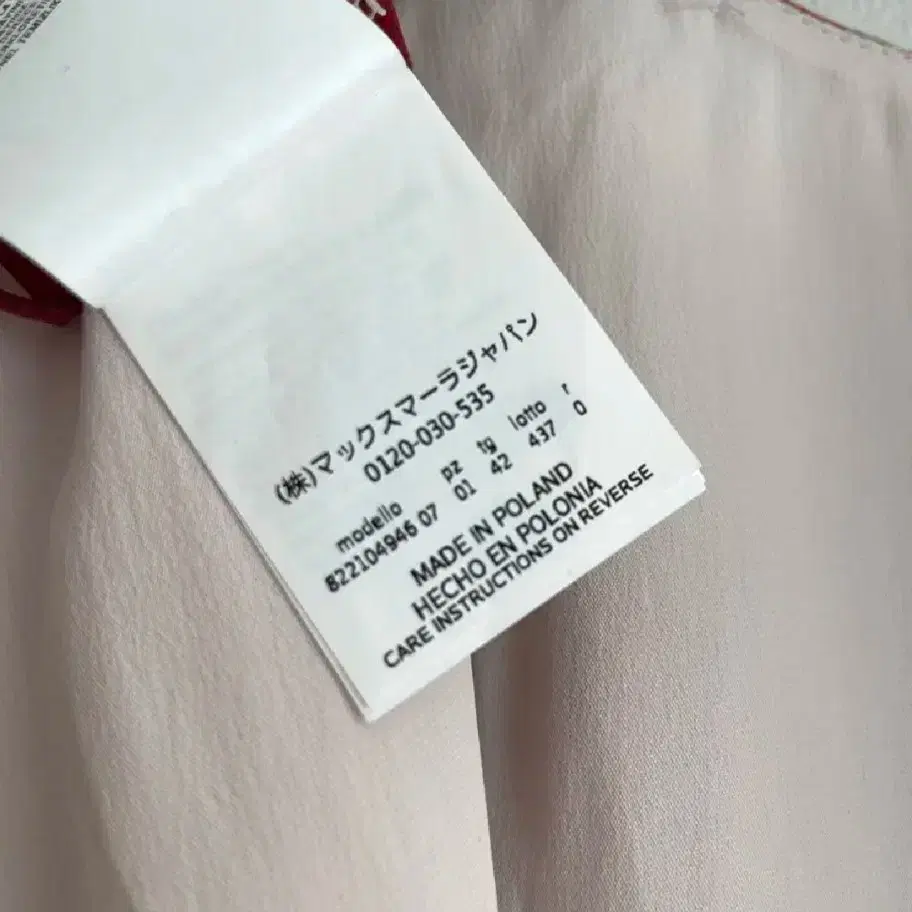 (株)マックスマーラジャパン
0120-030-535
modello pz tg lotto r
822104946 07 01 42 437 0
MADE IN POLAND
HECHO EN POLONIA
CARE INSTRUCTIONS ON REVERSE